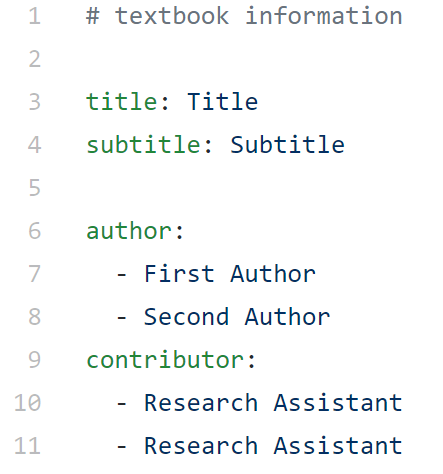 1 # textbook information
2
3 title: Title
4 subtitle: Subtitle
5
6 author:
7   - First Author
8   - Second Author
9 contributor:
10   - Research Assistant
11   - Research Assistant